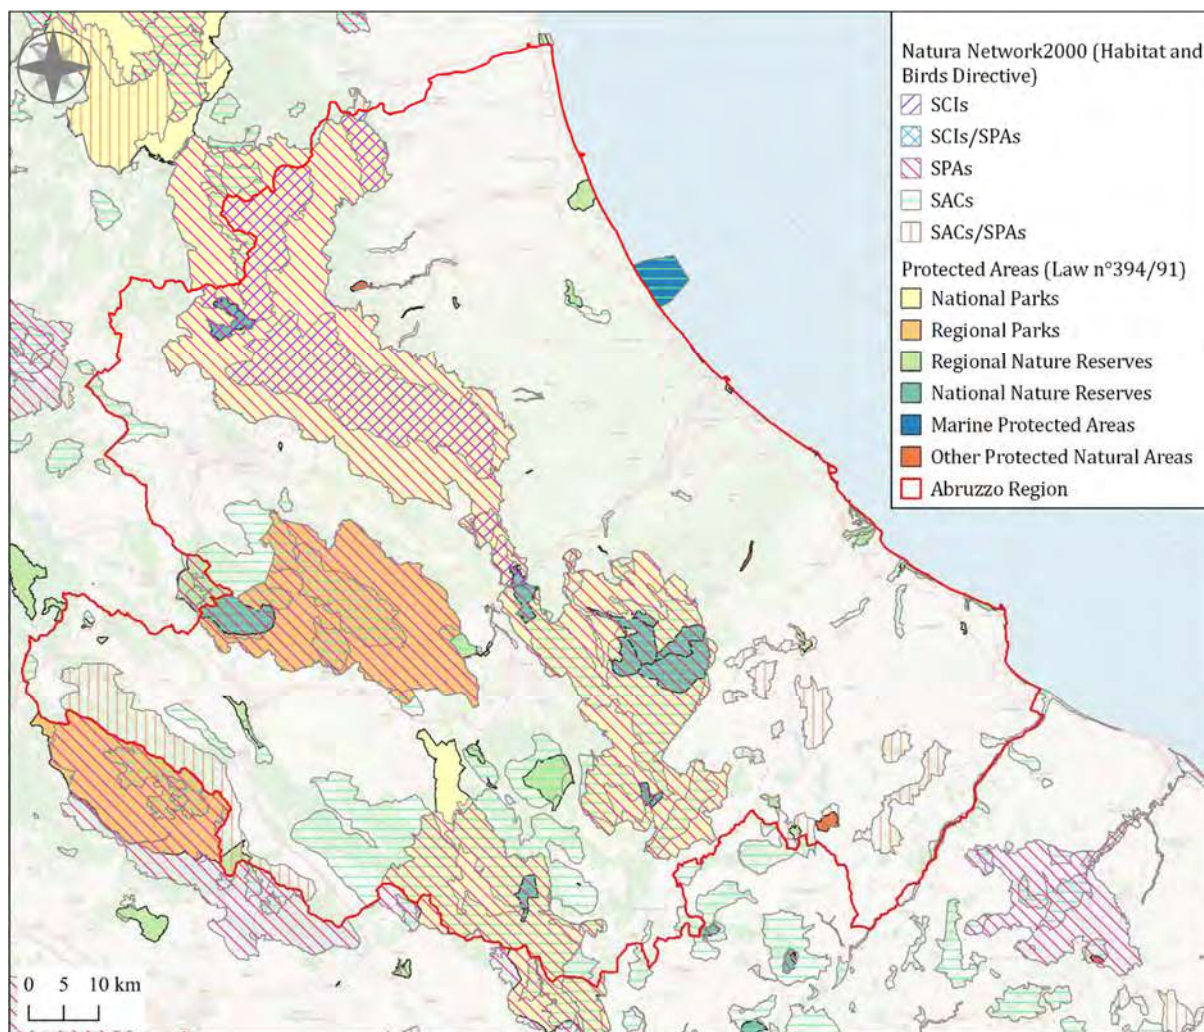 Natura Network2000 (Habitat and
Birds Directive)
SCIs
SCIs/SPAs
SPAs
SACs
SACs/SPAs
Protected Areas (Law n°394/91)
National Parks
Regional Parks
Regional Nature Reserves
National Nature Reserves
Marine Protected Areas
Other Protected Natural Areas
Abruzzo Region
0 5 10 km